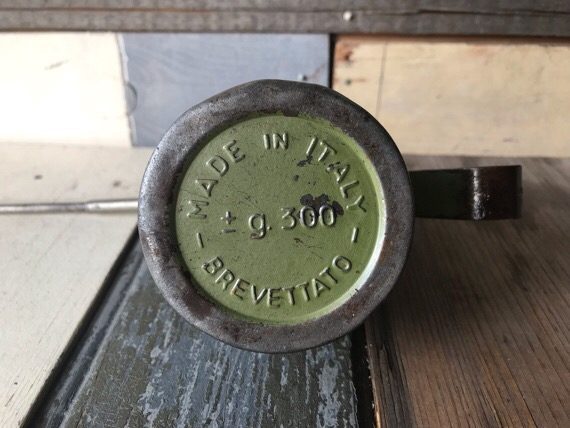 - MADE IN ITALY -
± g. 300
BREVETTATO